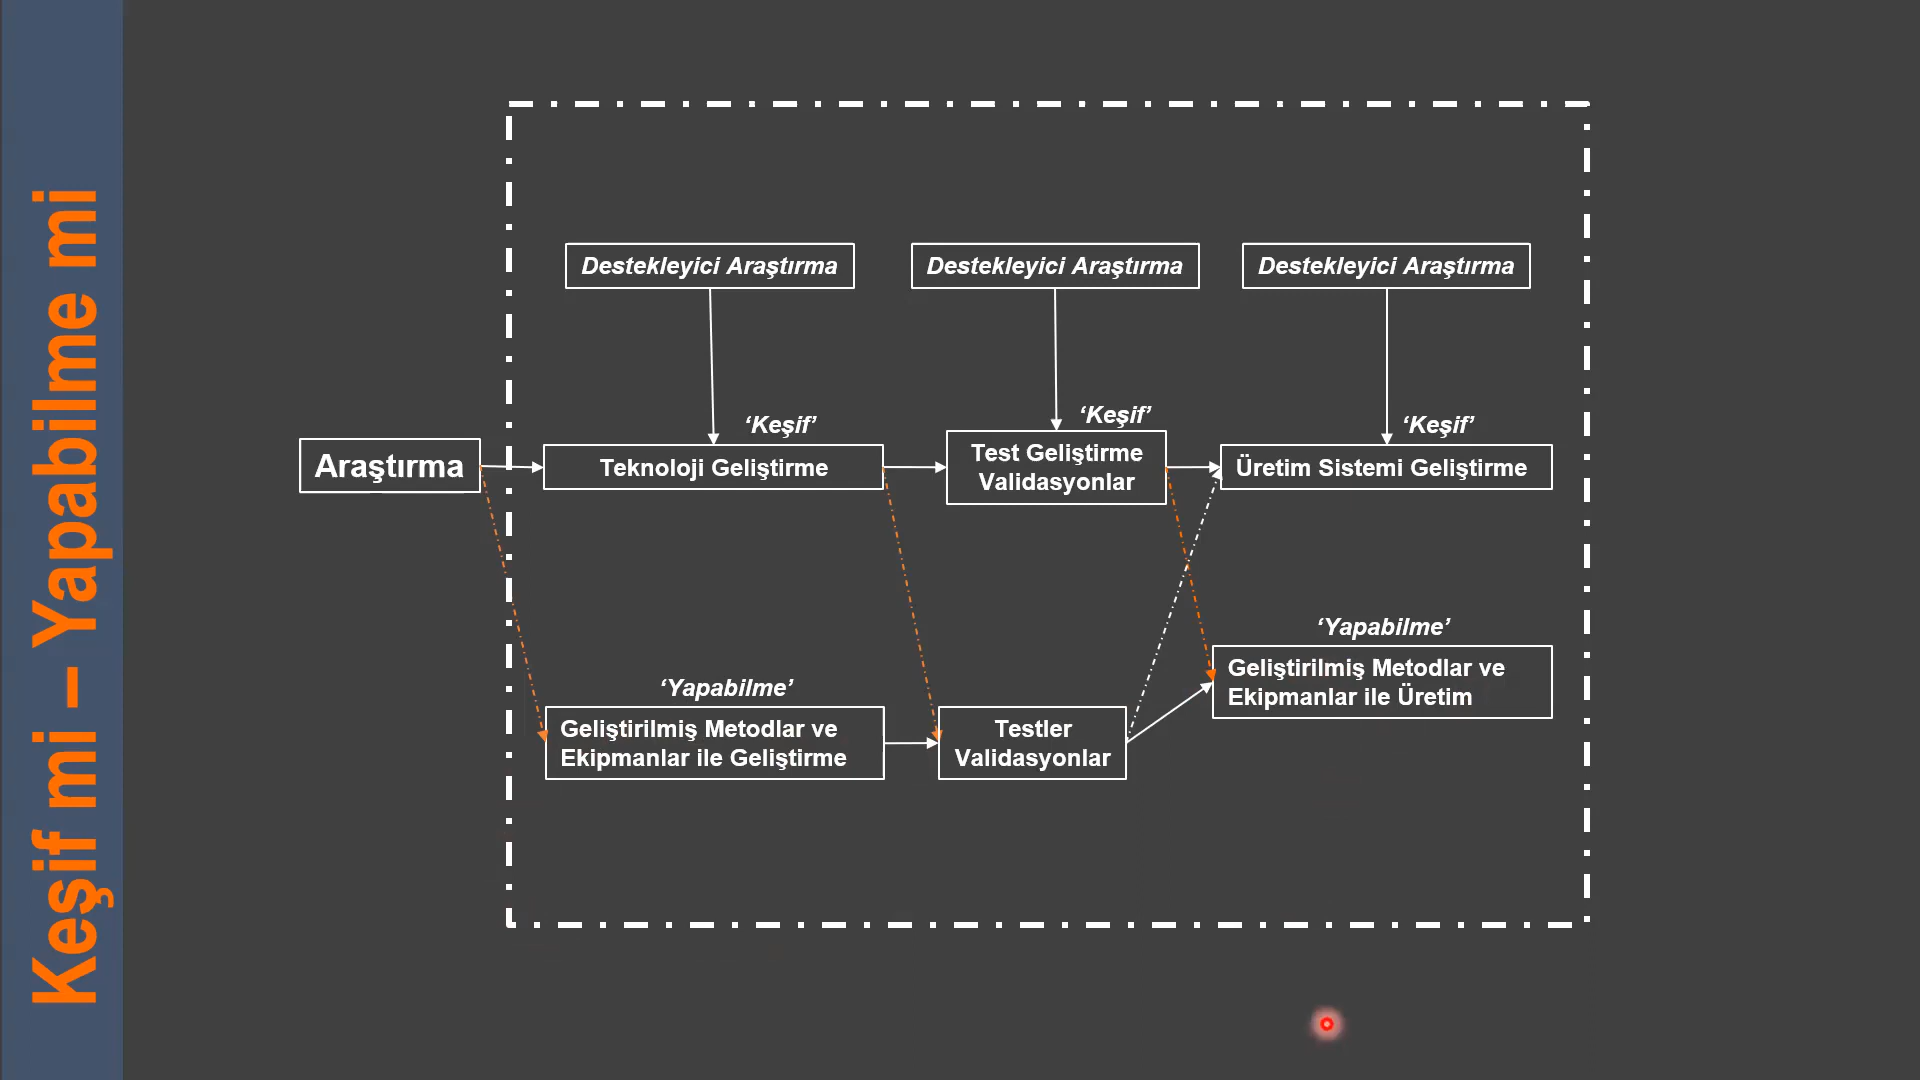 Keşif mi – Yapabilme mi
Destekleyici Araştırma
Destekleyici Araştırma
Destekleyici Araştırma
‘Keşif’
‘Keşif’
‘Keşif’
Araştırma
Teknoloji Geliştirme
Test Geliştirme
Validasyonlar
Üretim Sistemi Geliştirme
‘Yapabilme’
Geliştirilmiş Metodlar ve
Ekipmanlar ile Geliştirme
Testler
Validasyonlar
‘Yapabilme’
Geliştirilmiş Metodlar ve
Ekipmanlar ile Üretim